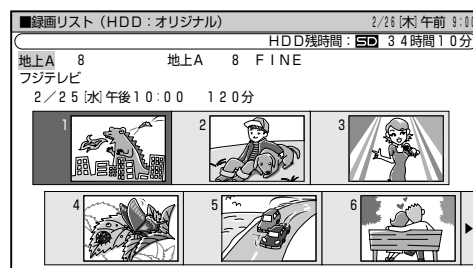 ■録画リスト（HDD：オリジナル） 2/26[木]午前 9:00
HDD残時間：SD 34時間10分
地上A 8 地上A 8 FINE
フジテレビ
2／25[水]午後10:00 120分
1 2 3
4 5 6